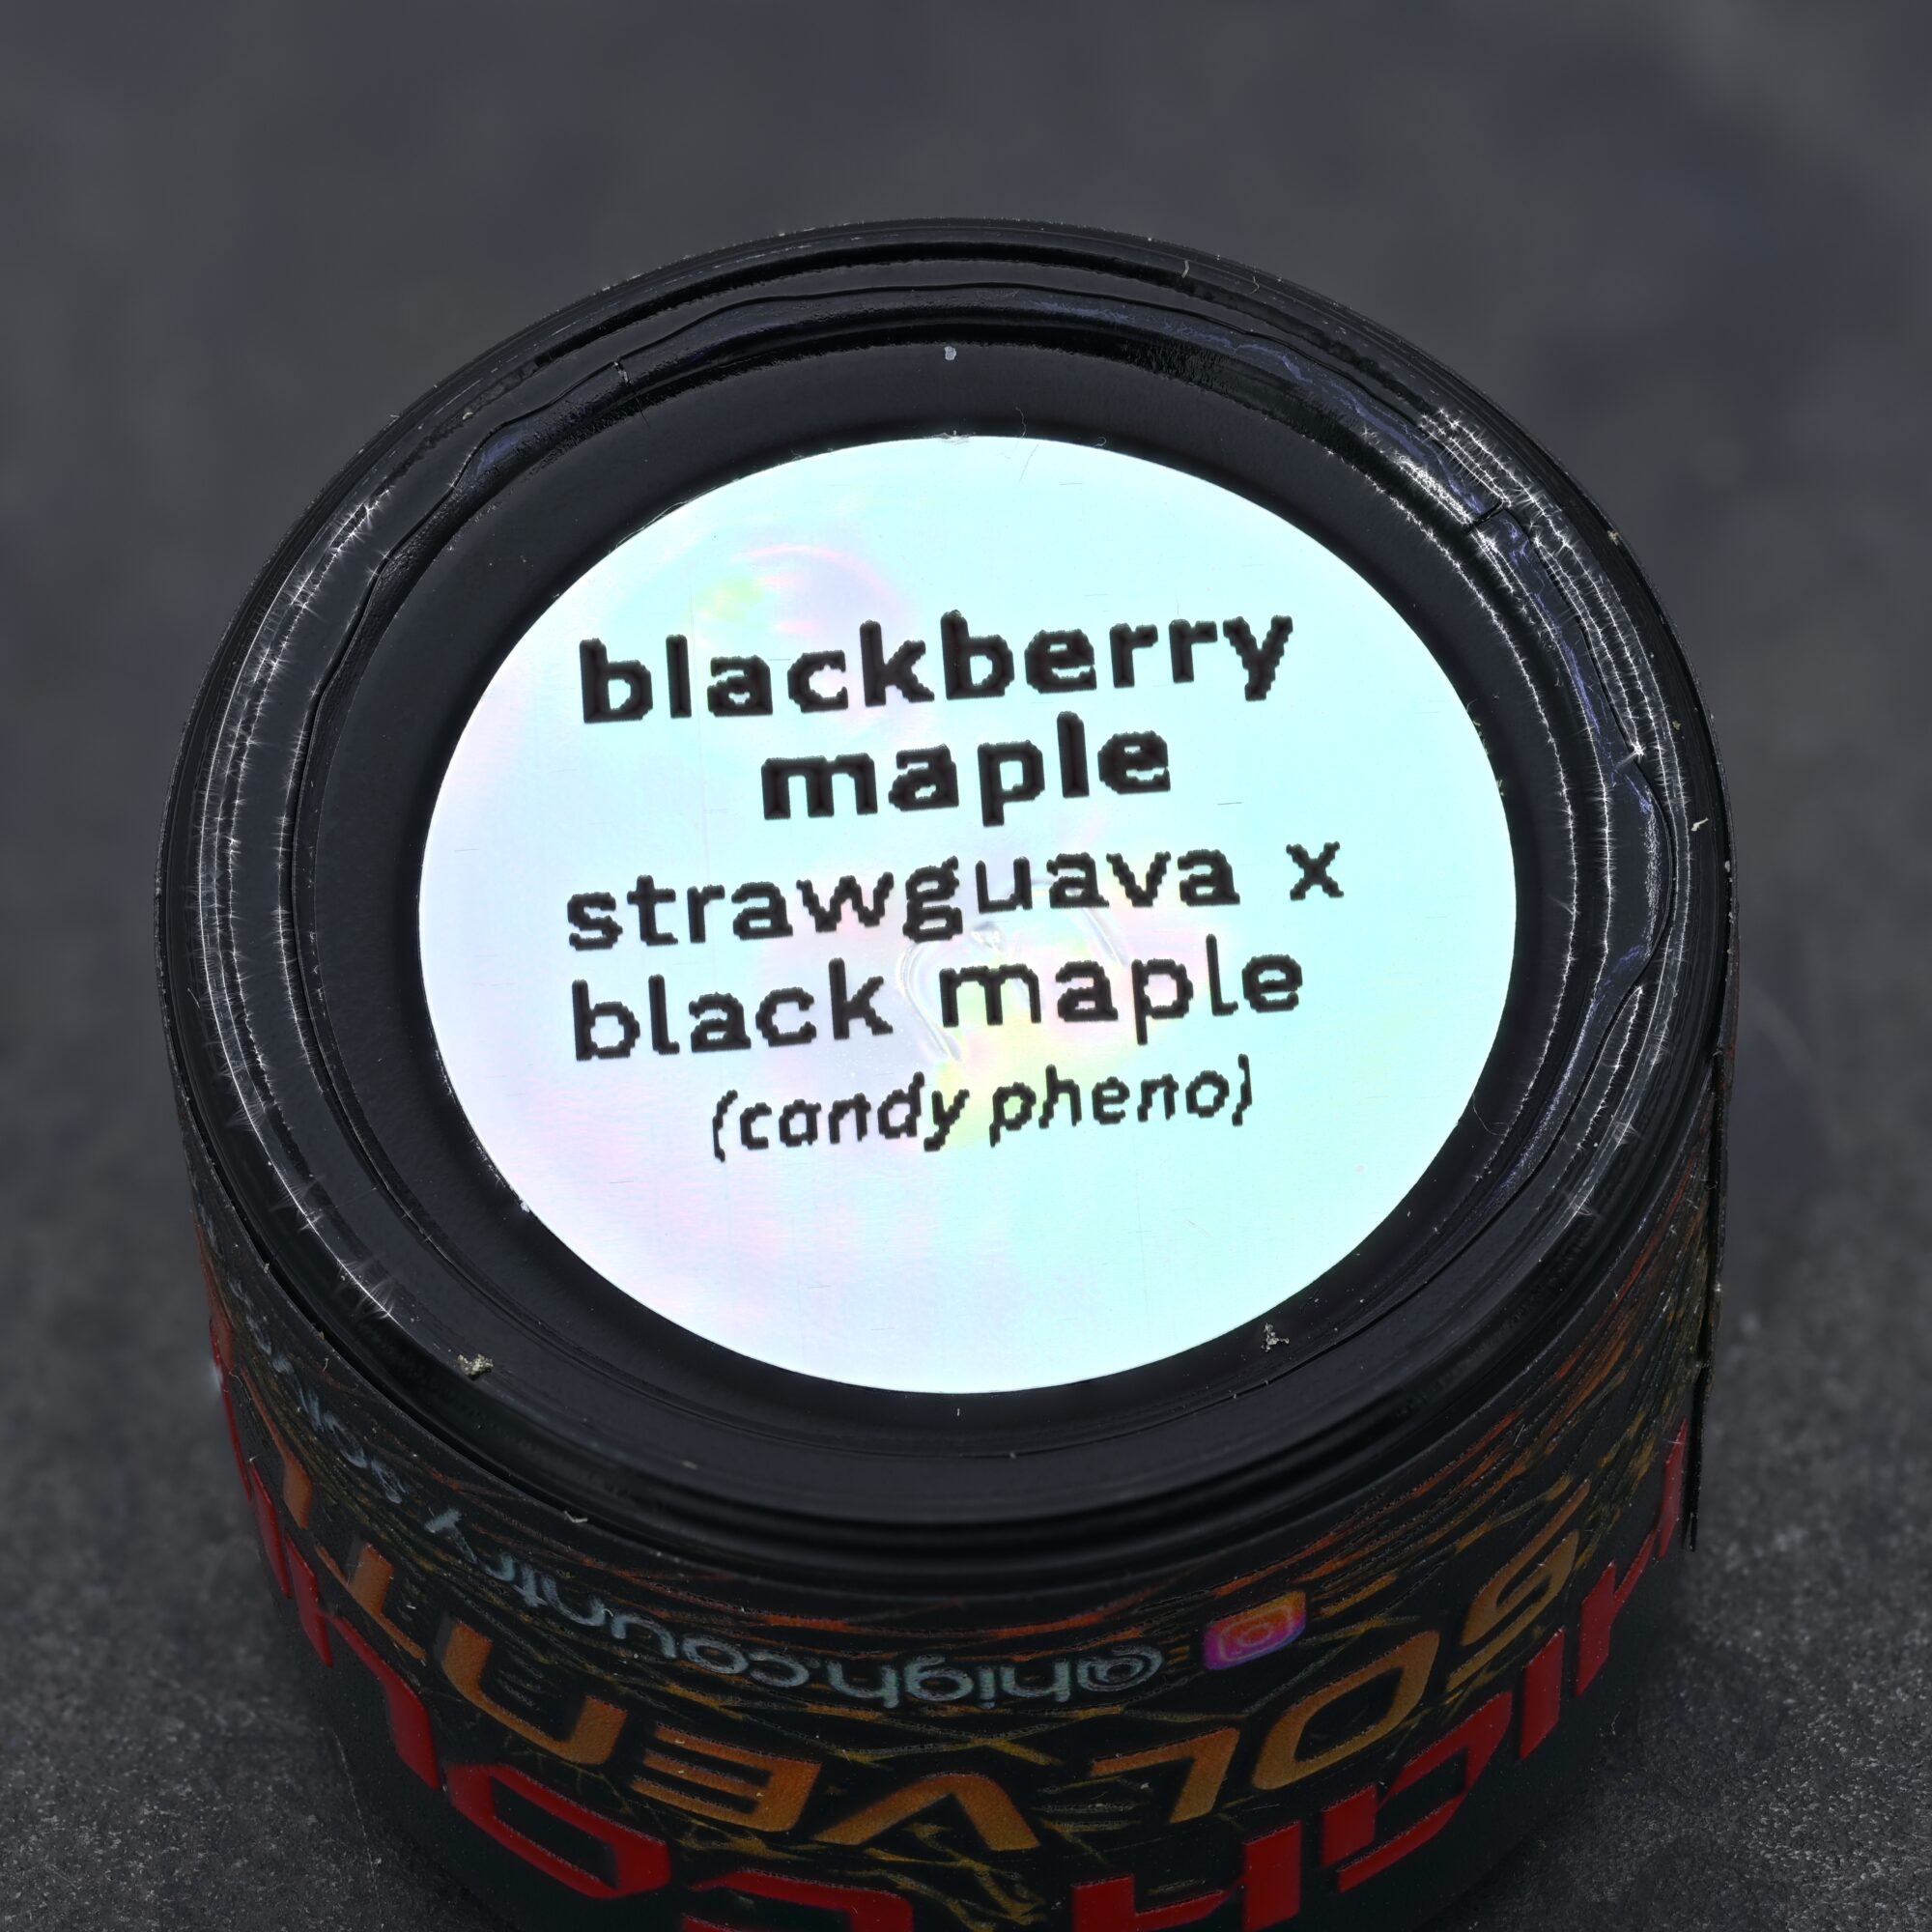 blackberry
maple
strawguava x
black maple
(candy pheno)
@high.country